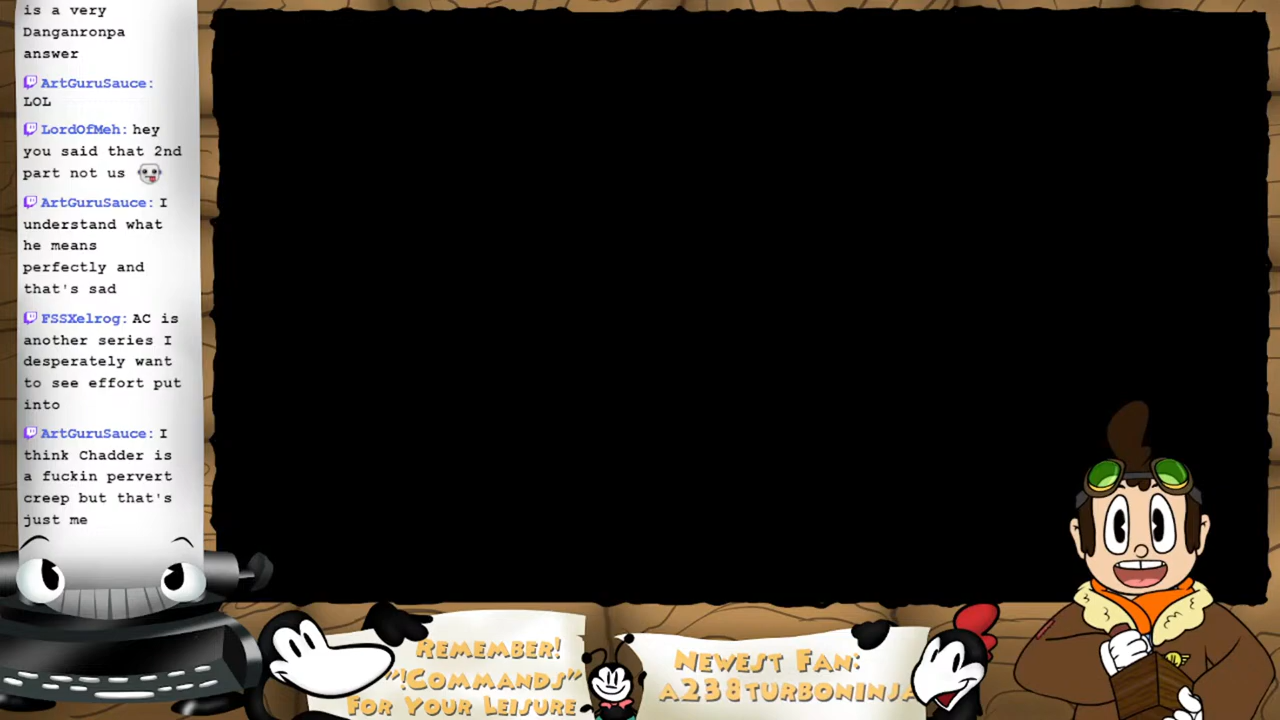 is a very
Danganronpa
answer
ArtGuruSauce:
LOL
LordOfMeh: hey
you said that 2nd
part not us
ArtGuruSauce: I
understand what
he means
perfectly and
that's sad
FSSXelrog: AC is
another series I
desperately want
to see effort put
into
ArtGuruSauce: I
think Chadder is
a fuckin pervert
creep but that's
just me
Remember!
"!Commands"
For Your Leisure
Newest Fan:
a238turboninja